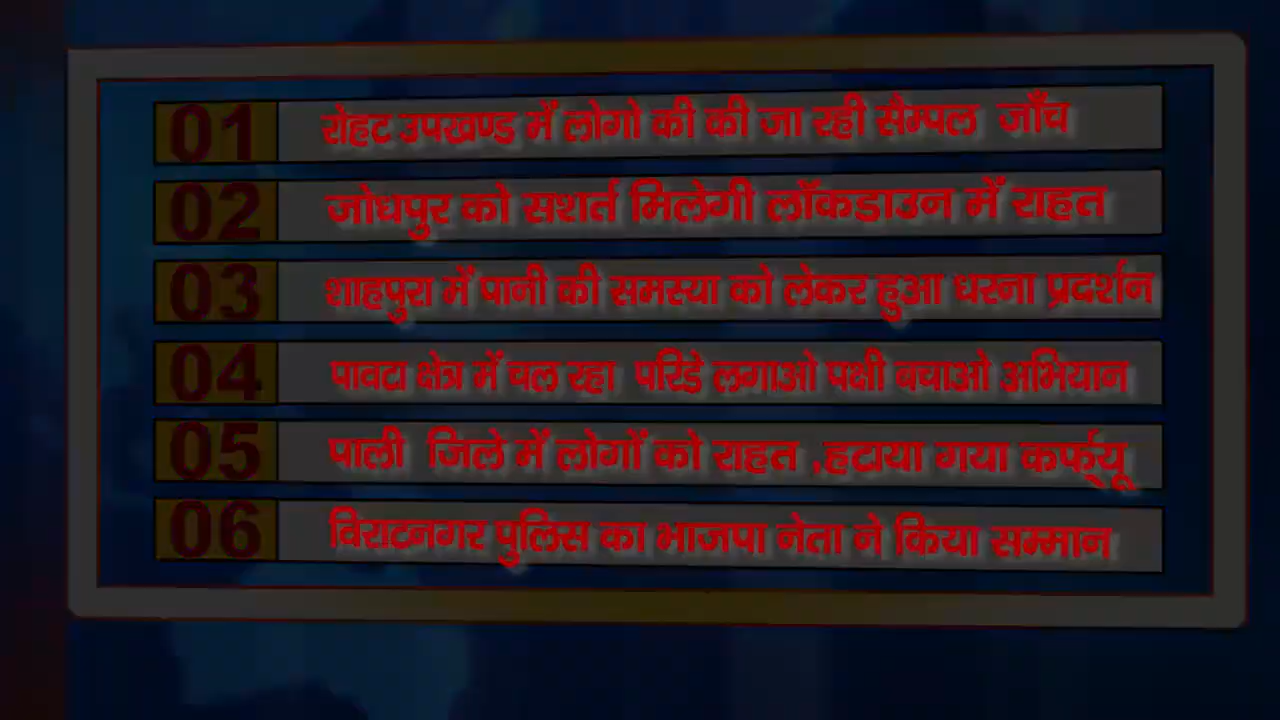 01 रोहट उपखण्ड में लोगो की की जा रही सैम्पल जाँच
02 जोधपुर को सशर्त मिलेगी लॉकडाउन में राहत
03 शाहपुरा में पानी की समस्या को लेकर हुआ धरना प्रदर्शन
04 पावटा क्षेत्र में चल रहा परिंडे लगाओ पक्षी बचाओ अभियान
05 पाली जिले में लोगों को राहत ,हटाया गया कर्फ्यू
06 विराटनगर पुलिस का भाजपा नेता ने किया सम्मान